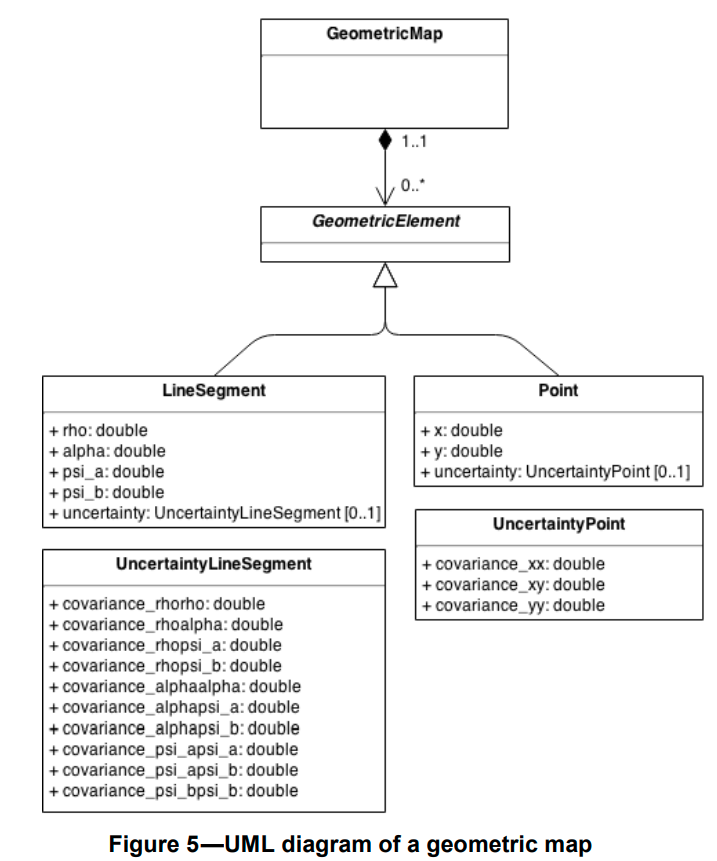 GeometricMap
1..1
0..*
GeometricElement
LineSegment
+ rho: double
+ alpha: double
+ psi_a: double
+ psi_b: double
+ uncertainty: UncertaintyLineSegment [0..1]
Point
+ x: double
+ y: double
+ uncertainty: UncertaintyPoint [0..1]
UncertaintyLineSegment
+ covariance_rhorho: double
+ covariance_rhoalpha: double
+ covariance_rhopsi_a: double
+ covariance_rhopsi_b: double
+ covariance_alphaalpha: double
+ covariance_alphapsi_a: double
+ covariance_alphapsi_b: double
+ covariance_psi_apsi_a: double
+ covariance_psi_apsi_b: double
+ covariance_psi_bpsi_b: double
UncertaintyPoint
+ covariance_xx: double
+ covariance_xy: double
+ covariance_yy: double
Figure 5—UML diagram of a geometric map